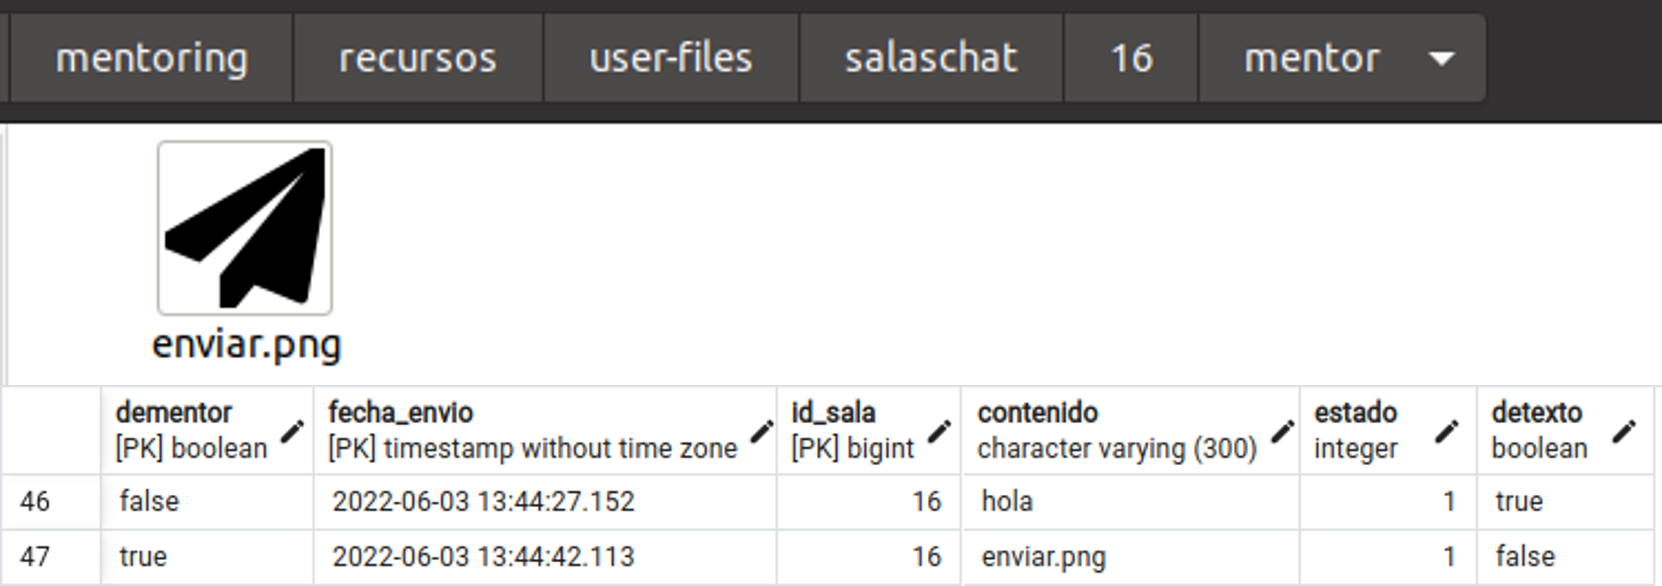 mentoring recursos user-files salaschat 16 mentor
enviar.png
dementor fecha_envio id_sala contenido estado detexto
[PK] boolean [PK] timestamp without time zone [PK] bigint character varying (300) integer boolean
46 false 2022-06-03 13:44:27.152 16 hola 1 true
47 true 2022-06-03 13:44:42.113 16 enviar.png 1 false